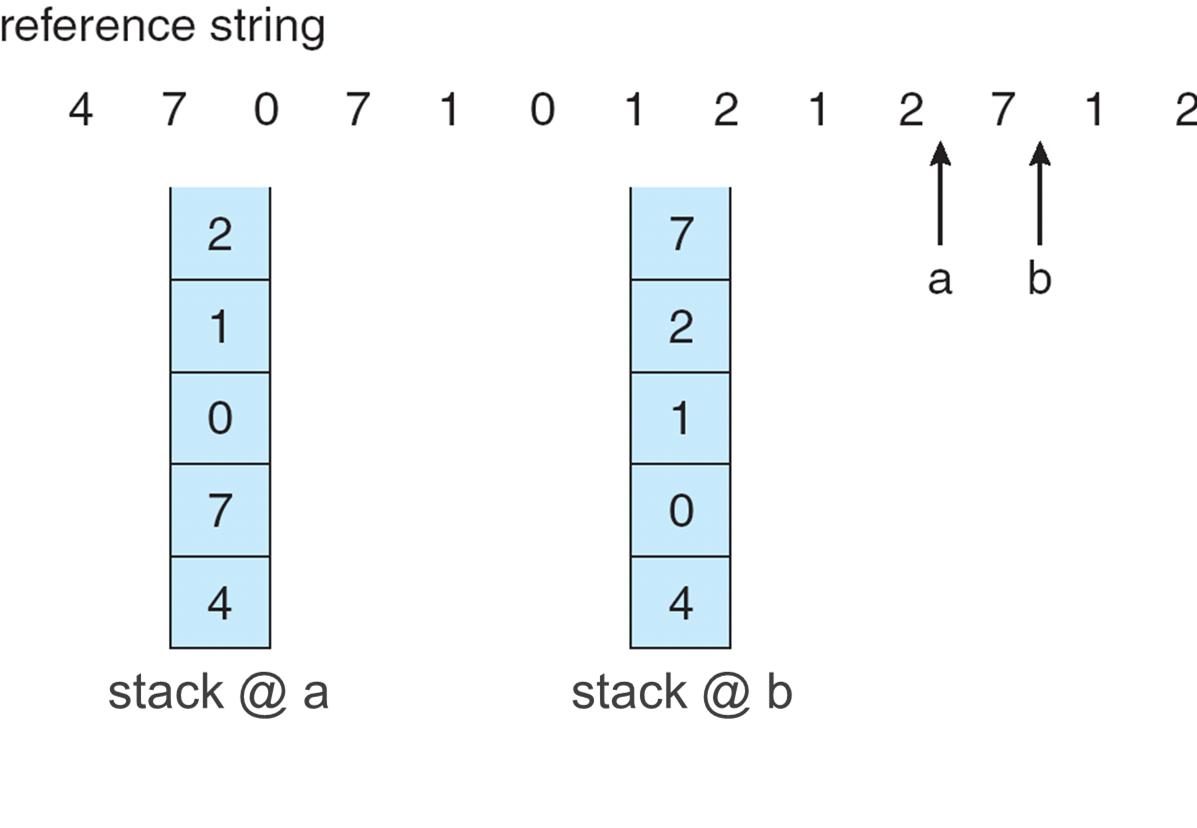 reference string
4 7 0 7 1 0 1 2 1 2 7 1 2
a b
2 7
1 2
0 1
7 0
4 4
stack @ a stack @ b